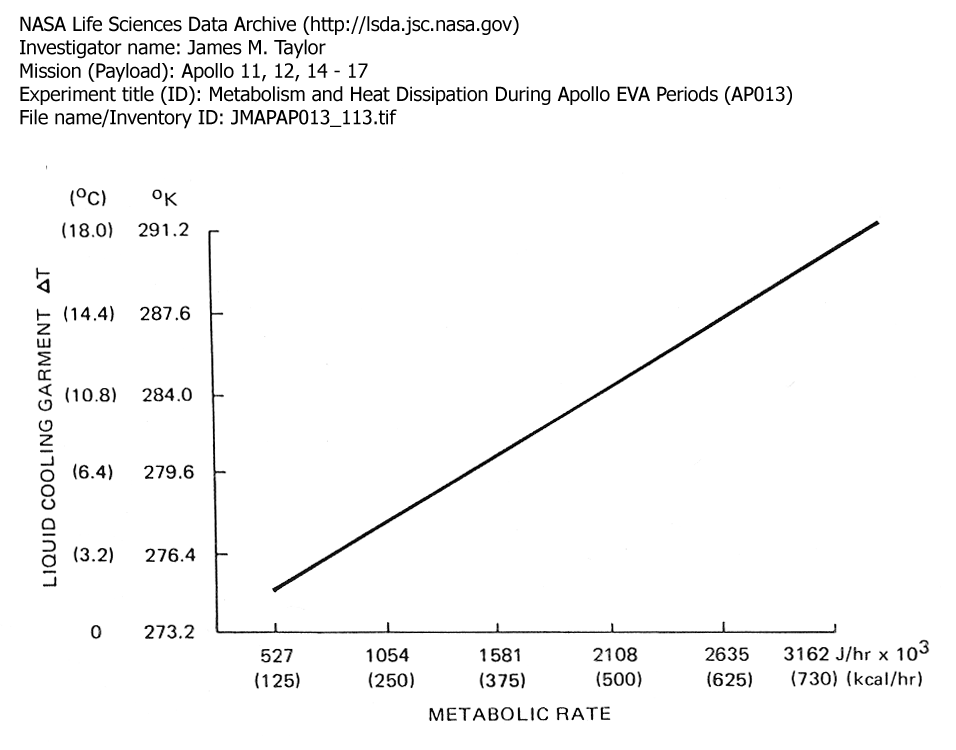 NASA Life Sciences Data Archive (http://lsda.jsc.nasa.gov)
Investigator name: James M. Taylor
Mission (Payload): Apollo 11, 12, 14 - 17
Experiment title (ID): Metabolism and Heat Dissipation During Apollo EVA Periods (AP013)
File name/Inventory ID: JMAPAP013_113.tif
(°C) °K
(18.0) 291.2
(14.4) 287.6
(10.8) 284.0
(6.4) 279.6
(3.2) 276.4
0 273.2
LIQUID COOLING GARMENT ΔT
527 1054 1581 2108 2635 3162 J/hr x 10³
(125) (250) (375) (500) (625) (730) (kcal/hr)
METABOLIC RATE